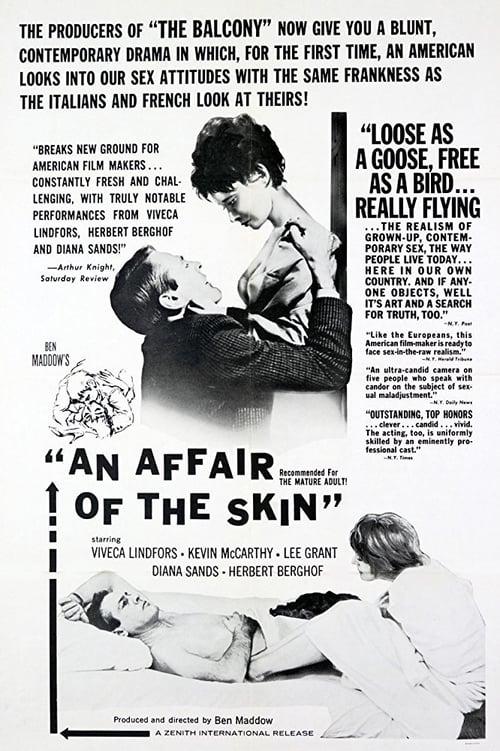 THE PRODUCERS OF "THE BALCONY" NOW GIVE YOU A BLUNT,
CONTEMPORARY DRAMA IN WHICH, FOR THE FIRST TIME, AN AMERICAN
LOOKS INTO OUR SEX ATTITUDES WITH THE SAME FRANKNESS AS
THE ITALIANS AND FRENCH LOOK AT THEIRS!
"BREAKS NEW GROUND FOR
AMERICAN FILM MAKERS...
CONSTANTLY FRESH AND CHAL-
LENGING, WITH TRULY NOTABLE
PERFORMANCES FROM VIVECA
LINDFORS, HERBERT BERGHOF
AND DIANA SANDS!"
—Arthur Knight,
Saturday Review
"LOOSE AS
A GOOSE, FREE
AS A BIRD...
REALLY FLYING
...THE REALISM OF
GROWN-UP, CONTEM-
PORARY SEX, THE WAY
PEOPLE LIVE TODAY...
HERE IN OUR OWN
COUNTRY. AND IF ANY-
ONE OBJECTS, WELL
IT'S ART AND A SEARCH
FOR TRUTH, TOO."
—N.Y. Post
"Like the Europeans, this
American film-maker is ready to
face sex-in-the-raw realism."
—N.Y. Herald Tribune
"An ultra-candid camera on
five people who speak with
candor on the subject of sex-
ual maladjustment."
—N.Y. Daily News
"OUTSTANDING, TOP HONORS
...clever...candid...vivid.
The acting, too, is uniformly
skilled by an eminently pro-
fessional cast."
—N.Y. Times
BEN
MADDOW'S
"AN AFFAIR
OF THE SKIN"
Recommended For
THE MATURE ADULT!
starring
VIVECA LINDFORS · KEVIN McCARTHY · LEE GRANT
DIANA SANDS · HERBERT BERGHOF
Produced and directed by Ben Maddow
A ZENITH INTERNATIONAL RELEASE